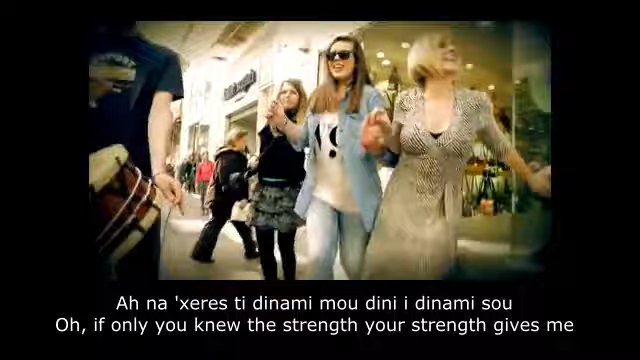 Ah na 'xeres ti dinami mou dini i dinami sou
Oh, if only you knew the strength your strength gives me